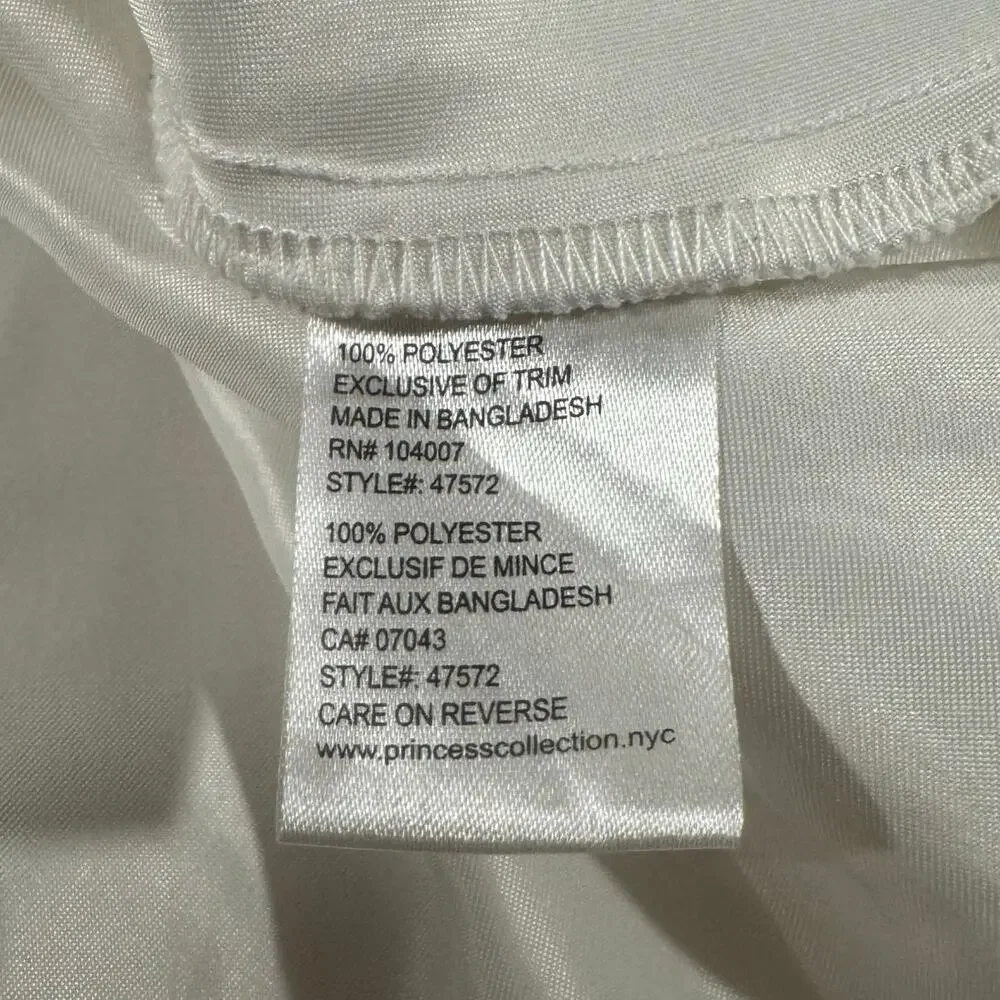 100% POLYESTER
EXCLUSIVE OF TRIM
MADE IN BANGLADESH
RN# 104007
STYLE#: 47572
100% POLYESTER
EXCLUSIF DE MINCE
FAIT AUX BANGLADESH
CA# 07043
STYLE#: 47572
CARE ON REVERSE
www.princesscollection.nyc